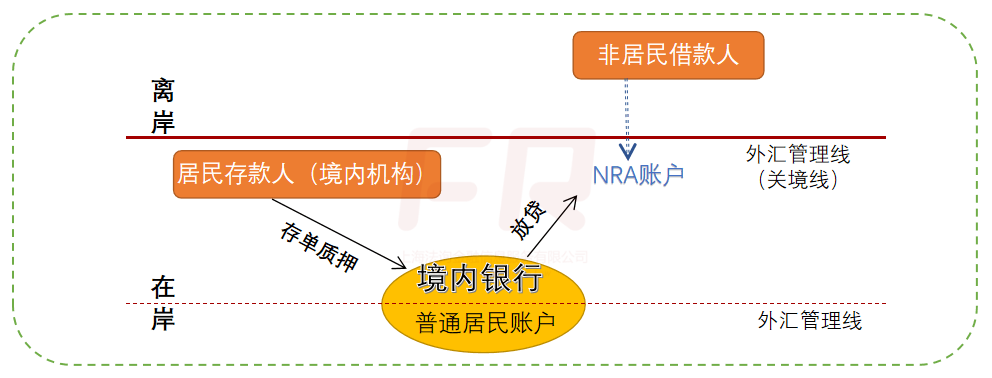 非居民借款人
离
岸
居民存款人（境内机构）
外汇管理线
（关境线）
NRA账户
存单质押
放贷
境内银行
在
岸
普通居民账户
外汇管理线